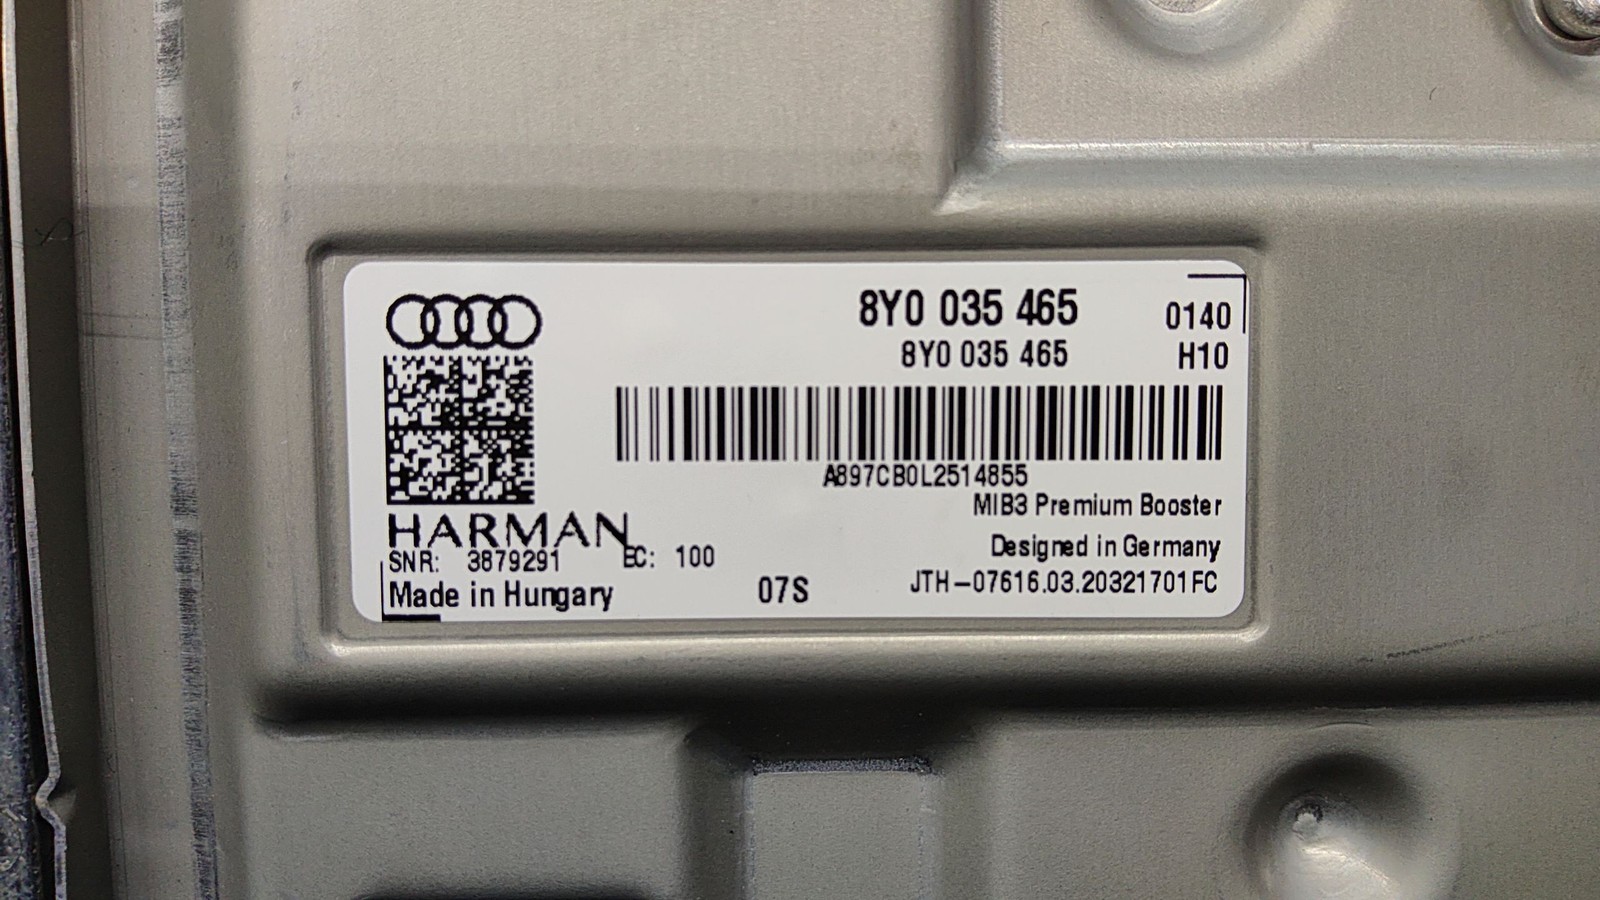 8Y0 035 465 0140
8Y0 035 465 H10
A897CB0L2514855
MIB3 Premium Booster
HARMAN
Designed in Germany
SNR: 3879291 EC: 100
Made in Hungary 07S JTH-07616.03.20321701FC